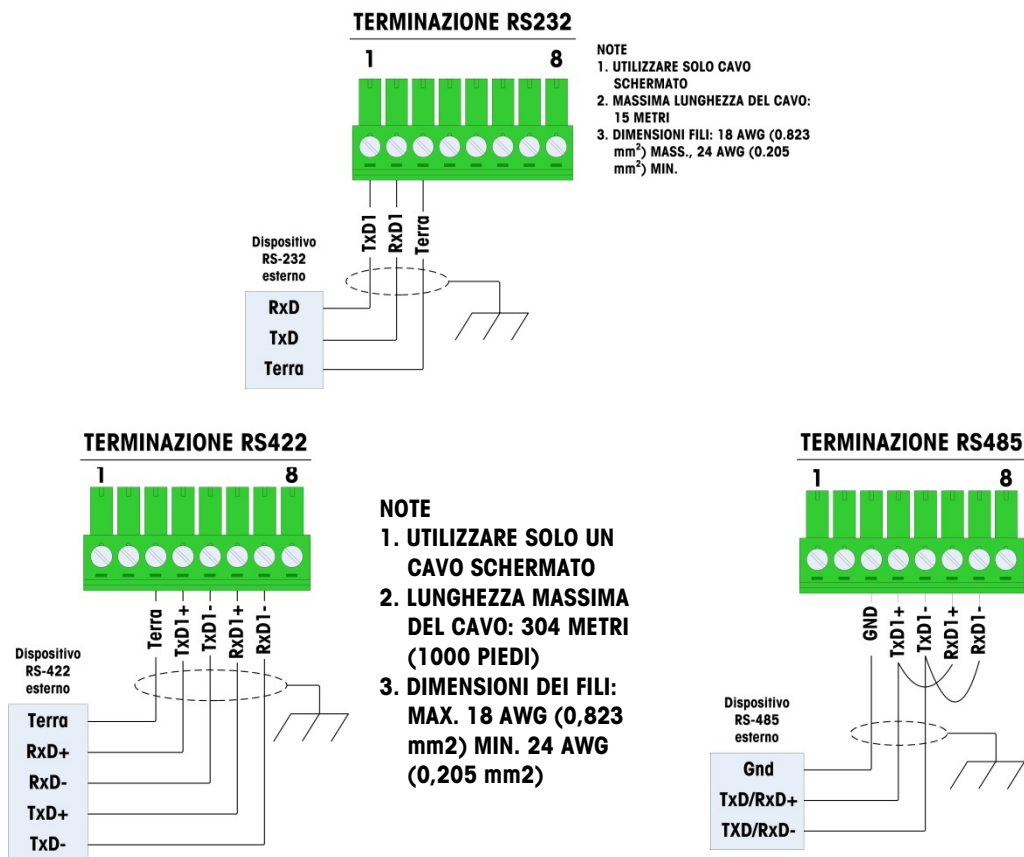 TERMINAZIONE RS232
1 8
NOTE
1. UTILIZZARE SOLO CAVO
SCHERMATO
2. MASSIMA LUNGHEZZA DEL CAVO:
15 METRI
3. DIMENSIONI FILI: 18 AWG (0.823
mm²) MASS., 24 AWG (0.205
mm²) MIN.
TxD1
RxD1
Terra
Dispositivo
RS-232
esterno
RxD
TxD
Terra
TERMINAZIONE RS422
1 8
Terra
TxD1+
TxD1-
RxD1+
RxD1-
Dispositivo
RS-422
esterno
Terra
RxD+
RxD-
TxD+
TxD-
NOTE
1. UTILIZZARE SOLO UN
CAVO SCHERMATO
2. LUNGHEZZA MASSIMA
DEL CAVO: 304 METRI
(1000 PIEDI)
3. DIMENSIONI DEI FILI:
MAX. 18 AWG (0,823
mm2) MIN. 24 AWG
(0,205 mm2)
TERMINAZIONE RS485
1 8
GND
TxD1+
TxD1-
RxD1+
RxD1-
Dispositivo
RS-485
esterno
Gnd
TxD/RxD+
TXD/RxD-